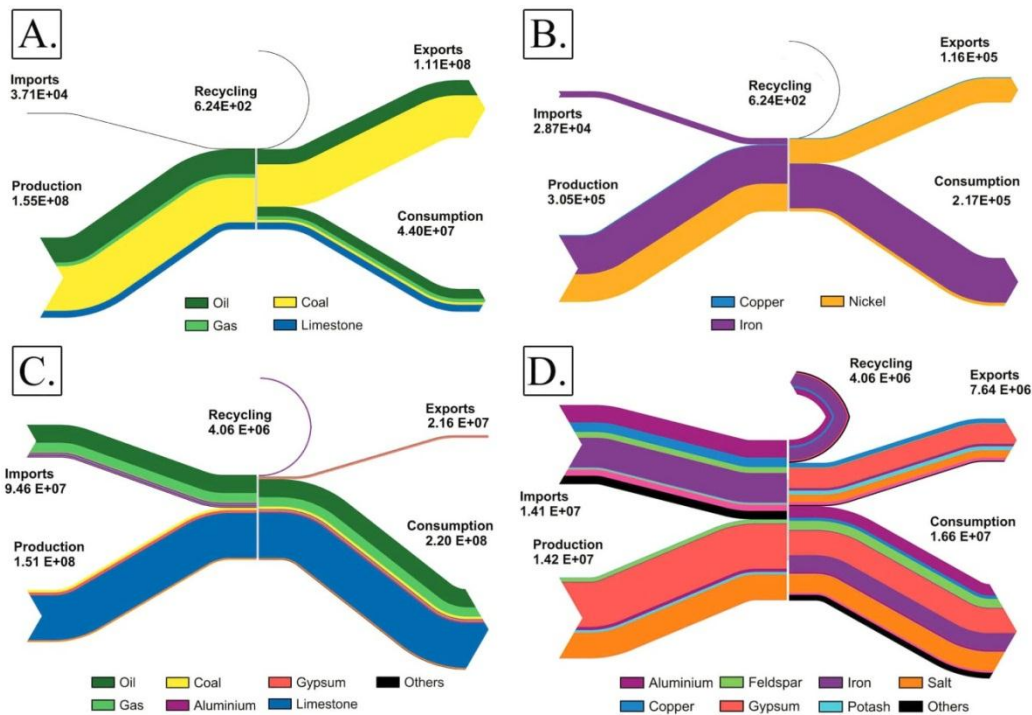 A.
Imports
3.71E+04
Recycling
6.24E+02
Exports
1.11E+08
Production
1.55E+08
Consumption
4.40E+07
Oil
Coal
Gas
Limestone
B.
Imports
2.87E+04
Recycling
6.24E+02
Exports
1.16E+05
Production
3.05E+05
Consumption
2.17E+05
Copper
Nickel
Iron
C.
Imports
9.46 E+07
Recycling
4.06 E+06
Exports
2.16 E+07
Production
1.51 E+08
Consumption
2.20 E+08
Oil
Coal
Gypsum
Others
Gas
Aluminium
Limestone
D.
Recycling
4.06 E+06
Exports
7.64 E+06
Imports
1.41 E+07
Production
1.42 E+07
Consumption
1.66 E+07
Aluminium
Feldspar
Iron
Salt
Copper
Gypsum
Potash
Others